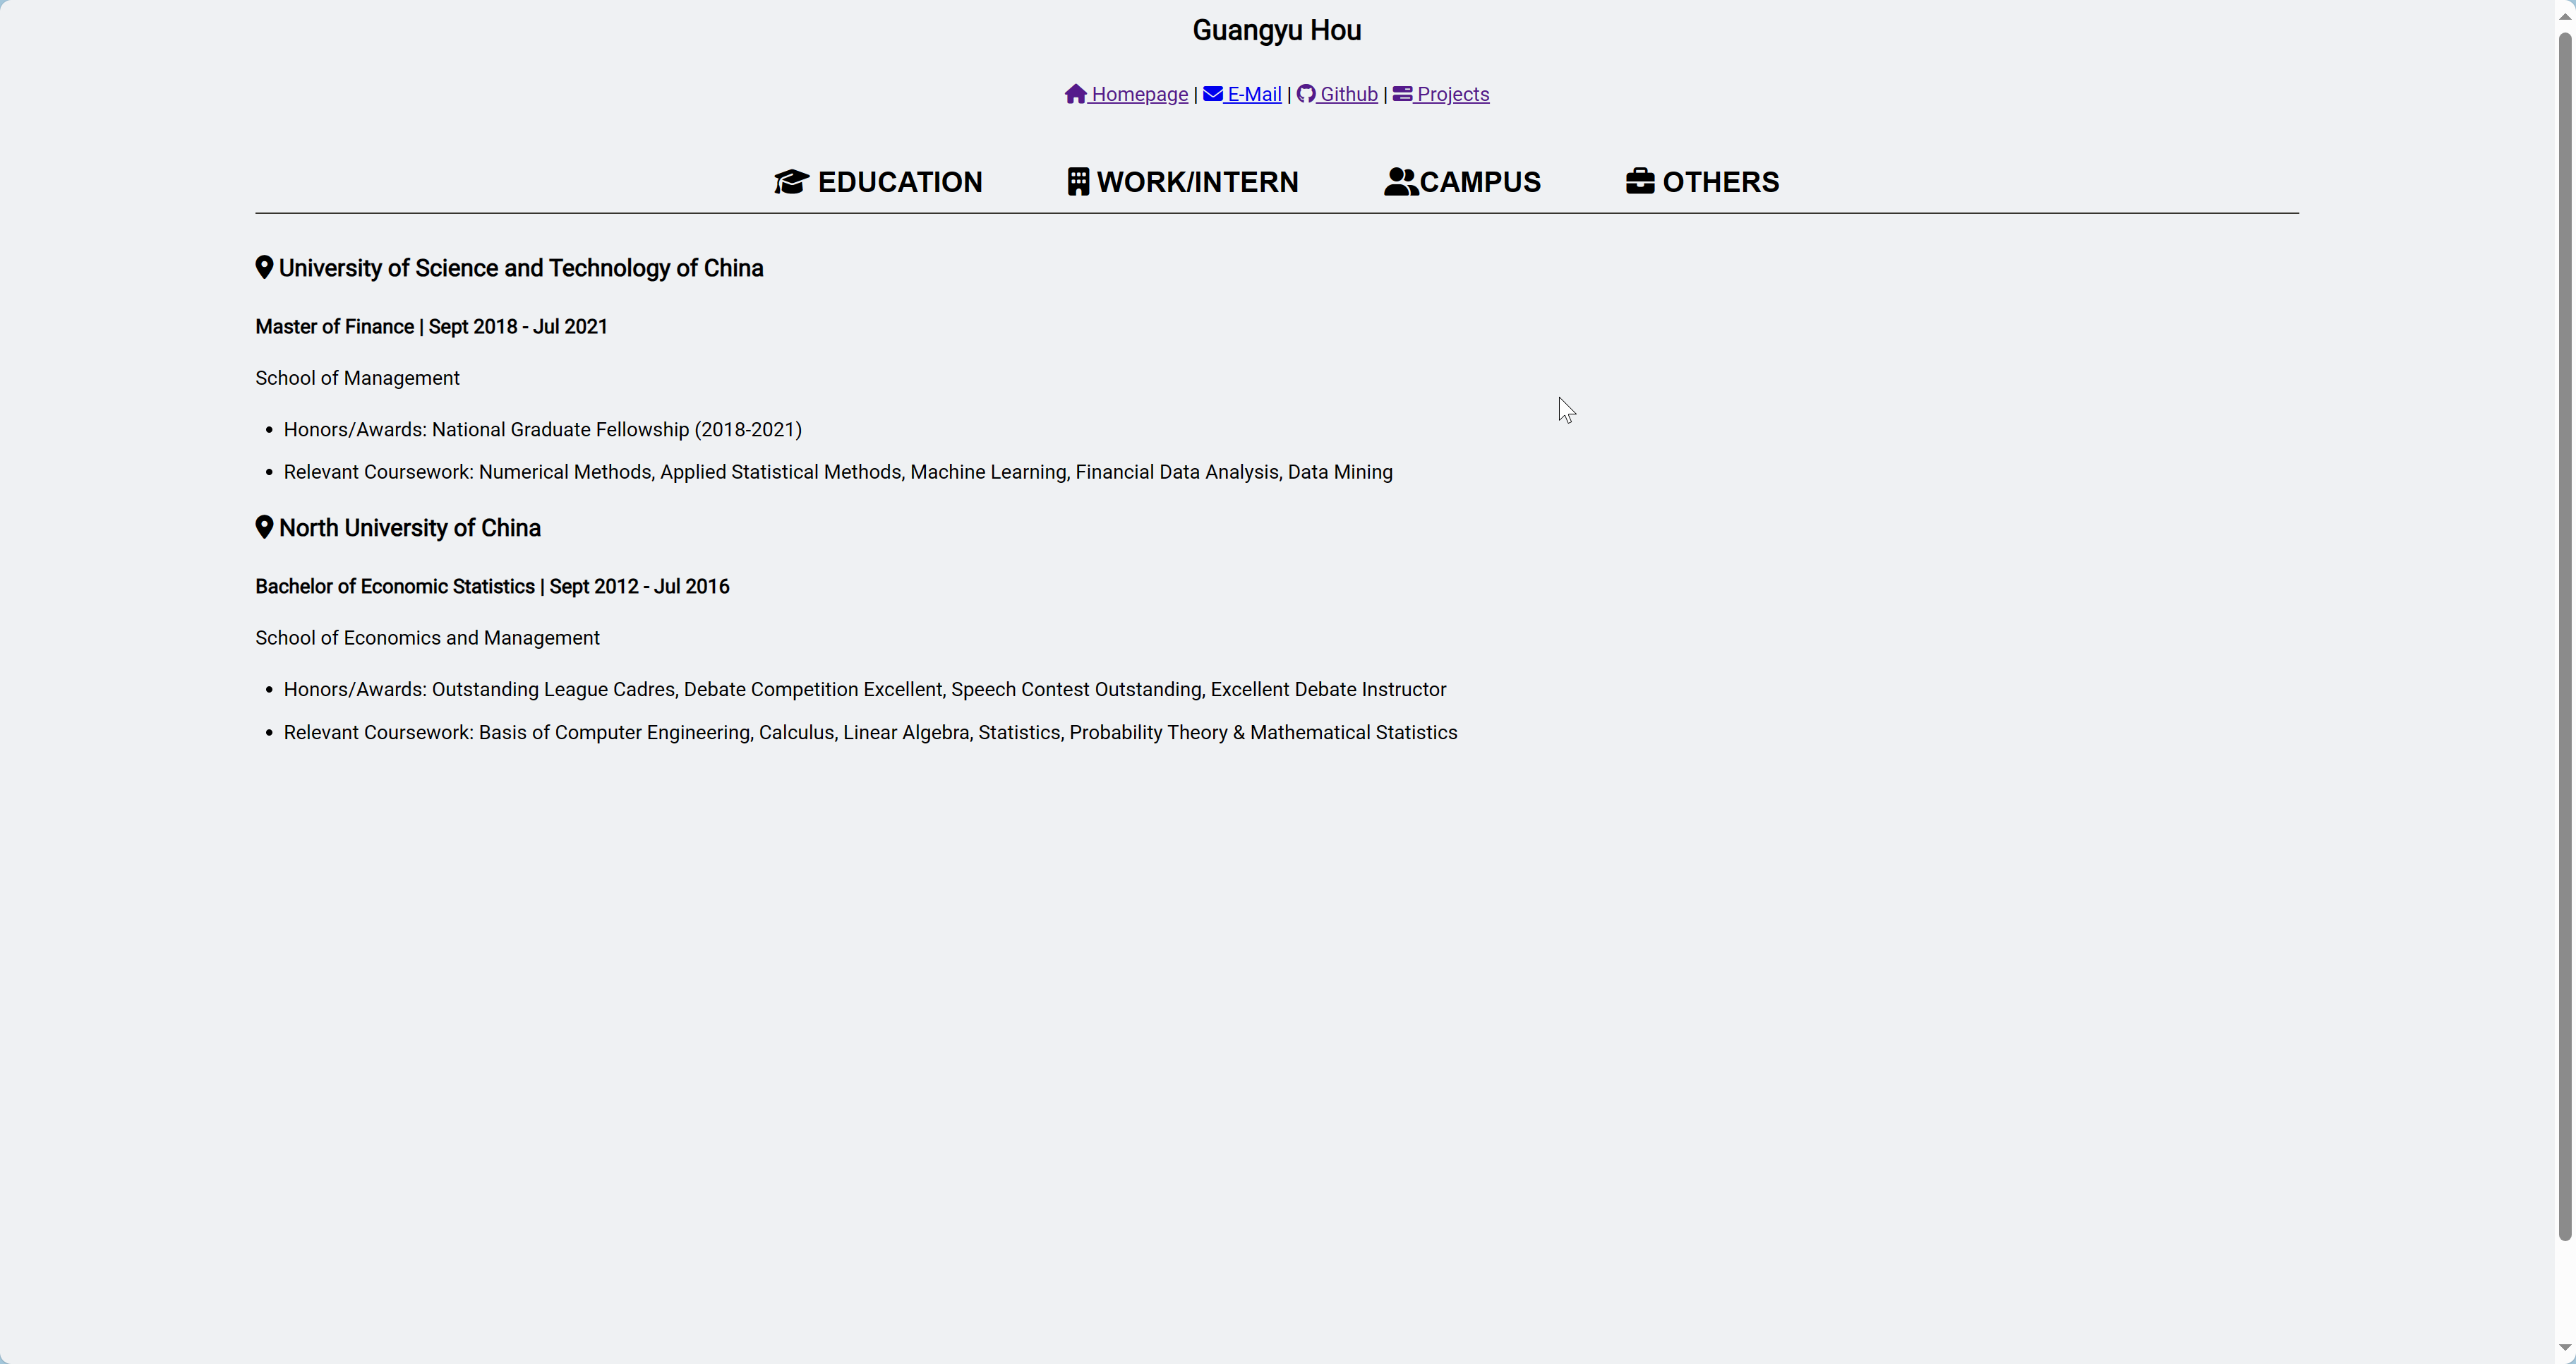 Guangyu Hou
Homepage | E-Mail | Github | Projects
EDUCATION WORK/INTERN CAMPUS OTHERS
University of Science and Technology of China
Master of Finance | Sept 2018 - Jul 2021
School of Management
• Honors/Awards: National Graduate Fellowship (2018-2021)
• Relevant Coursework: Numerical Methods, Applied Statistical Methods, Machine Learning, Financial Data Analysis, Data Mining
North University of China
Bachelor of Economic Statistics | Sept 2012 - Jul 2016
School of Economics and Management
• Honors/Awards: Outstanding League Cadres, Debate Competition Excellent, Speech Contest Outstanding, Excellent Debate Instructor
• Relevant Coursework: Basis of Computer Engineering, Calculus, Linear Algebra, Statistics, Probability Theory & Mathematical Statistics